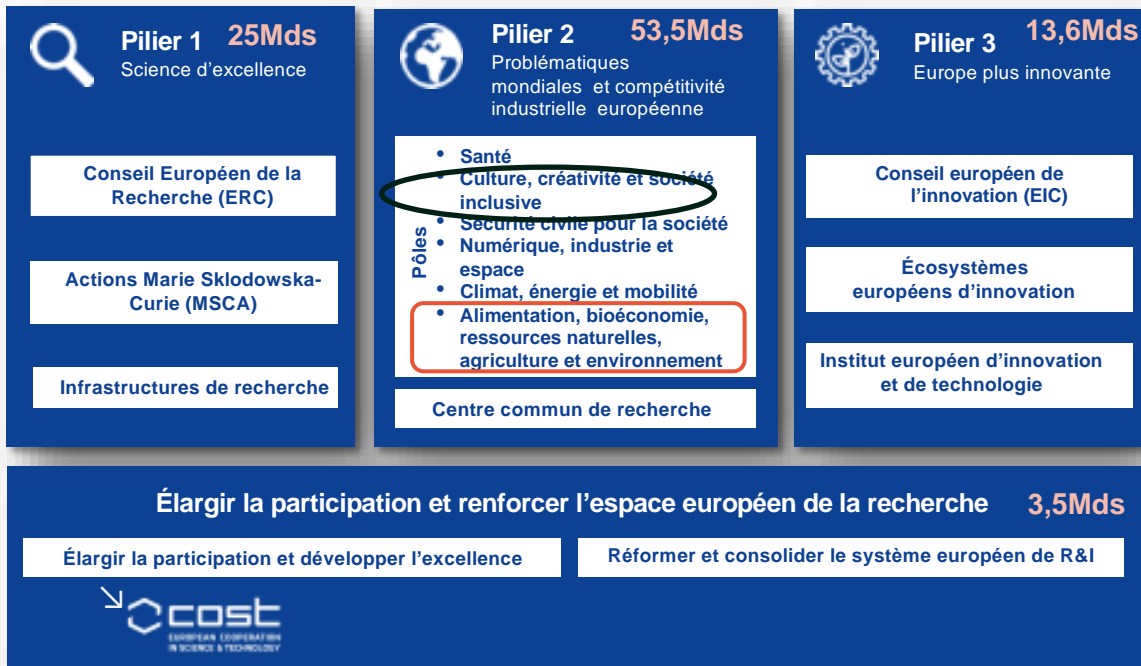 Pilier 1 25Mds
Science d'excellence
Conseil Européen de la
Recherche (ERC)
Actions Marie Sklodowska-
Curie (MSCA)
Infrastructures de recherche
Pilier 2 53,5Mds
Problématiques
mondiales et compétitivité
industrielle européenne
Pôles
• Santé
• Culture, créativité et société
inclusive
• Sécurité civile pour la société
• Numérique, industrie et
espace
• Climat, énergie et mobilité
• Alimentation, bioéconomie,
ressources naturelles,
agriculture et environnement
Centre commun de recherche
Pilier 3 13,6Mds
Europe plus innovante
Conseil européen de
l'innovation (EIC)
Écosystèmes
européens d'innovation
Institut européen d'innovation
et de technologie
Élargir la participation et renforcer l'espace européen de la recherche 3,5Mds
Élargir la participation et développer l'excellence
Réformer et consolider le système européen de R&I
cost
EUROPEAN COOPERATION
IN SCIENCE & TECHNOLOGY